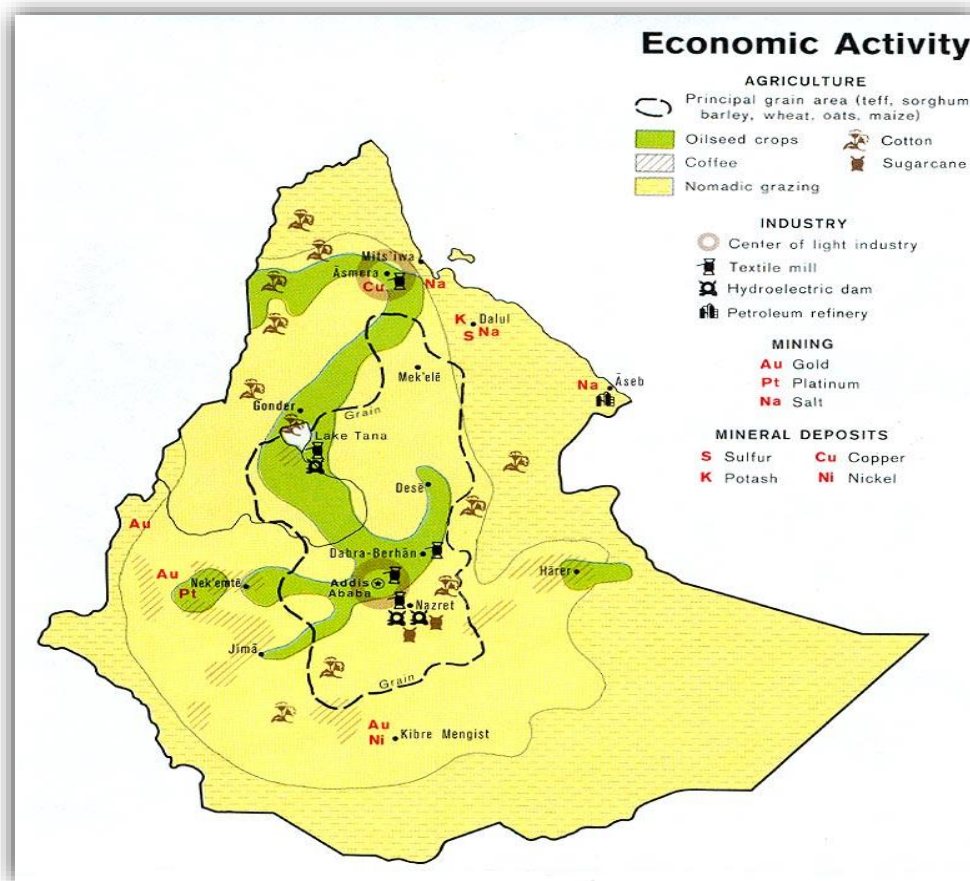 Economic Activity
AGRICULTURE
Principal grain area (teff, sorghum
barley, wheat, oats, maize)
Oilseed crops
Cotton
Coffee
Sugarcane
Nomadic grazing
INDUSTRY
Center of light industry
Textile mill
Hydroelectric dam
Petroleum refinery
MINING
Au Gold
Pt Platinum
Na Salt
MINERAL DEPOSITS
S Sulfur
Cu Copper
K Potash
Ni Nickel
Mits'iwa
Āsmera
Cu
Na
K
Dalul
S Na
Mek'elē
Na
Āseb
Gonder
Grain
Lake Tana
Desē
Au
Dabra-Berhān
Au
Pt
Nek'emtē
Addis
Ababa
Hārer
Nazret
Jīmā
Grain
Au
Ni
Kibre Mengist